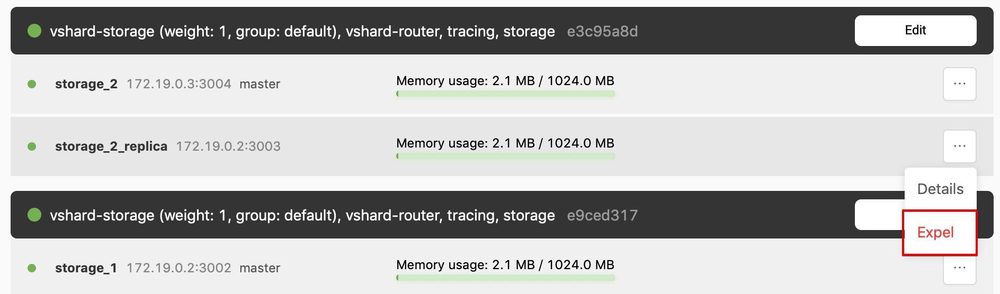 vshard-storage (weight: 1, group: default), vshard-router, tracing, storage e3c95a8d Edit
storage_2 172.19.0.3:3004 master Memory usage: 2.1 MB / 1024.0 MB ...
storage_2_replica 172.19.0.2:3003 Memory usage: 2.1 MB / 1024.0 MB ...
Details
vshard-storage (weight: 1, group: default), vshard-router, tracing, storage e9ced317
Expel
storage_1 172.19.0.2:3002 master Memory usage: 2.1 MB / 1024.0 MB ...